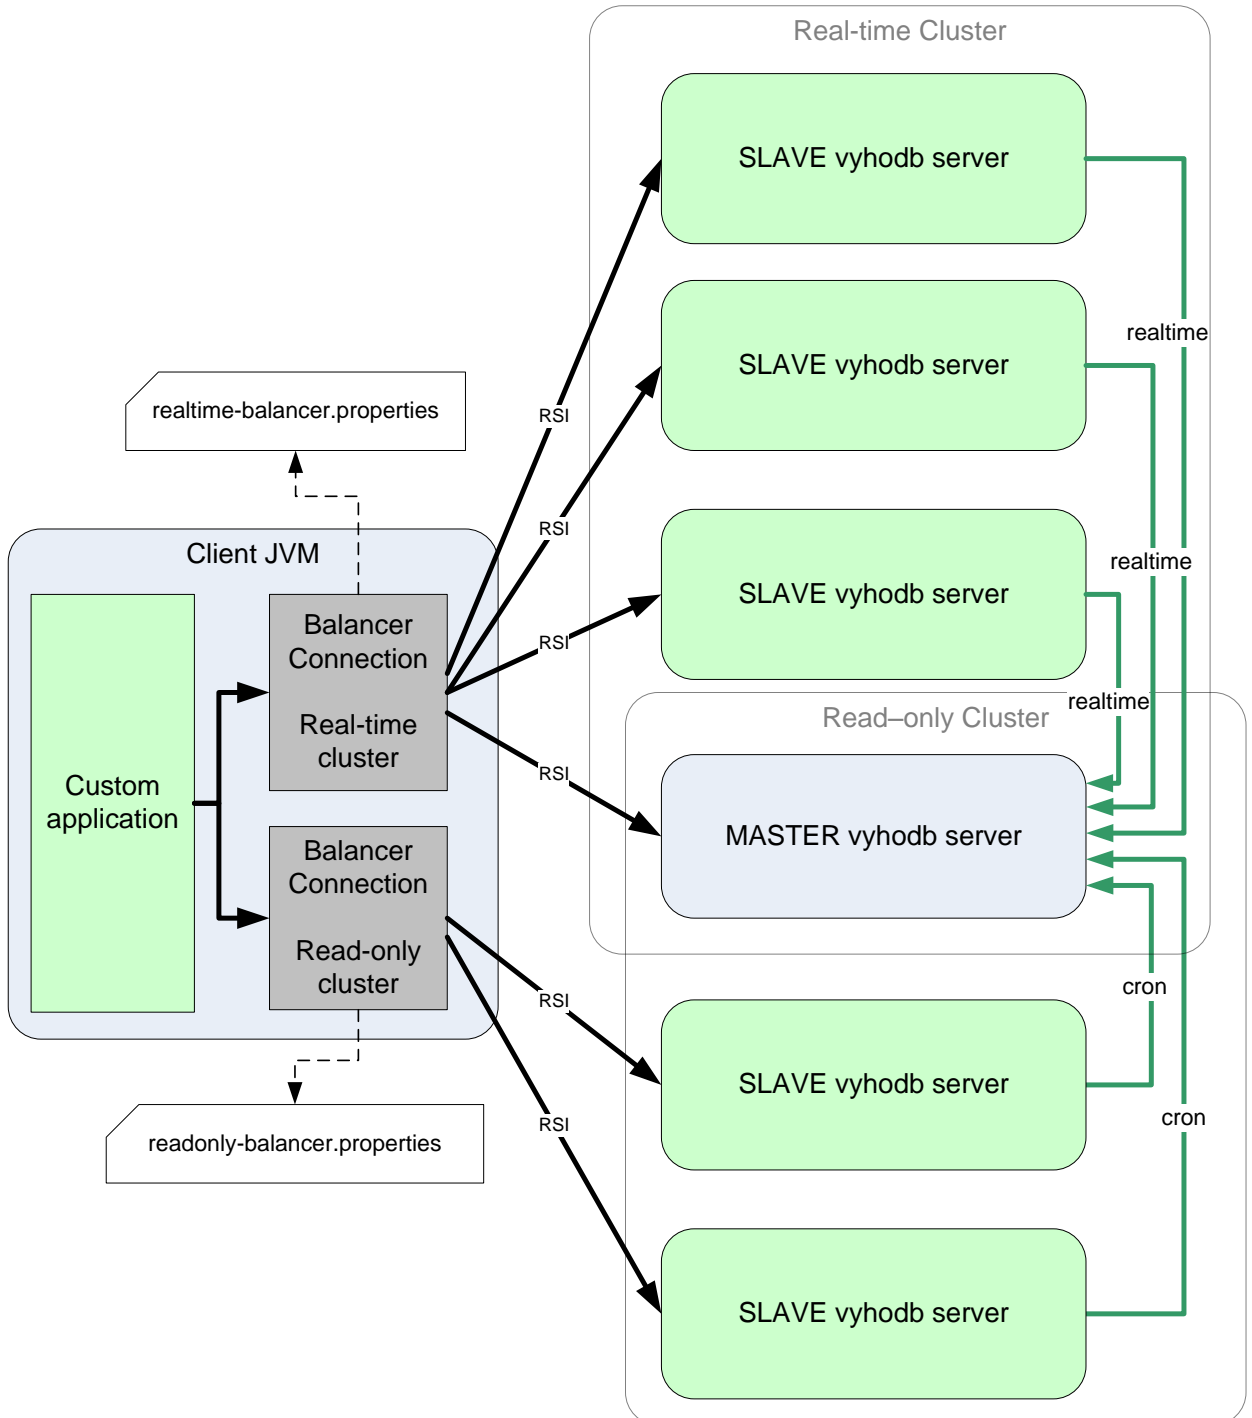 Real-time Cluster
SLAVE vyhodb server
realtime
SLAVE vyhodb server
realtime-balancer.properties
RSI
RSI
Client JVM
realtime
SLAVE vyhodb server
Balancer
Connection
Real-time
cluster
RSI
realtime
Read–only Cluster
RSI
Custom
application
MASTER vyhodb server
Balancer
Connection
Read-only
cluster
RSI
cron
SLAVE vyhodb server
readonly-balancer.properties
RSI
cron
SLAVE vyhodb server